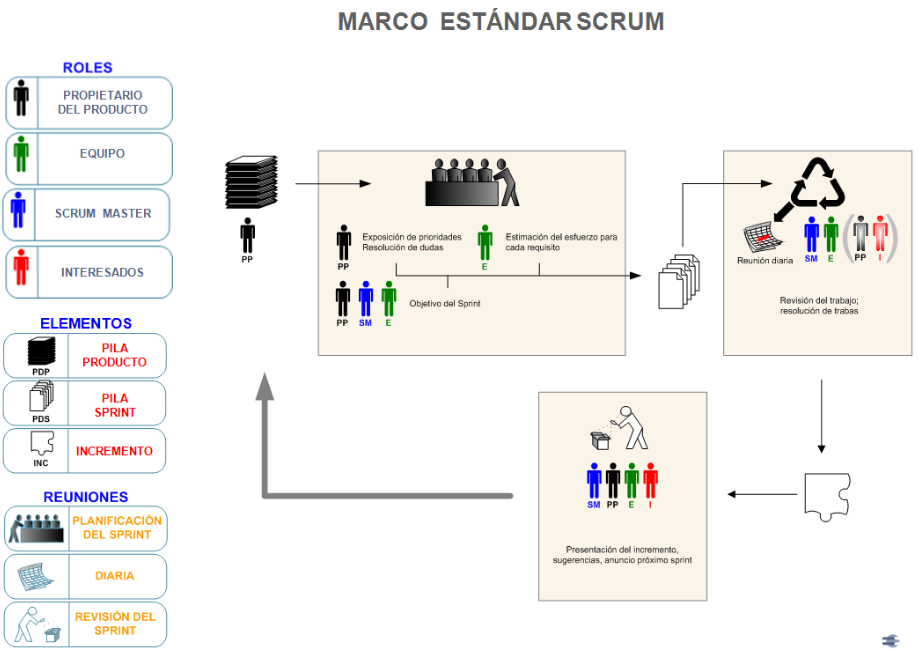 MARCO ESTÁNDAR SCRUM
ROLES
PROPIETARIO
DEL PRODUCTO
EQUIPO
SCRUM MASTER
INTERESADOS
ELEMENTOS
PDP
PILA
PRODUCTO
PDS
PILA
SPRINT
INC
INCREMENTO
REUNIONES
PLANIFICACIÓN
DEL SPRINT
DIARIA
REVISIÓN DEL
SPRINT
PP
PP
Exposición de prioridades
Resolución de dudas
E
Estimación del esfuerzo para
cada requisito
Objetivo del Sprint
PP SM E
Reunión diaria
SM E PP I
Revisión del trabajo;
resolución de trabas
SM PP E I
Presentación del incremento,
sugerencias, anuncio próximo sprint